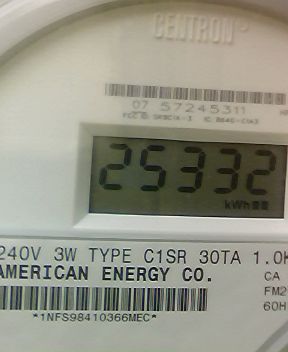 CENTRON®
07 57245311
25332
kWh
240V 3W TYPE C1SR 30TA 1.0K
AMERICAN ENERGY CO.
CA
FM2
60H
*1NFS98410366MEC*